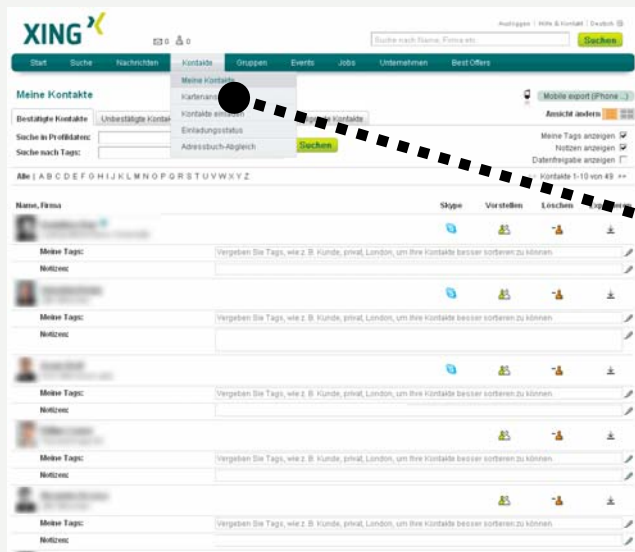 XING
0 0
Ausloggen | Hilfe & Kontakt | Deutsch
Suche nach Name, Firma etc.
Suchen
Start Suche Nachrichten Kontakte Gruppen Events Jobs Unternehmen Best Offers
Meine Kontakte
Meine Kontakte
Mobile export (iPhone ...)
Bestätigte Kontakte
Ansicht ändern
Suche in Profildaten:
Einladungsstatus
Suchen
Meine Tags anzeigen
Suche nach Tags:
Adressbuch-Abgleich
Notizen anzeigen
Datenfreigabe anzeigen
Alle | A B C D E F G H I J K L M N O P Q R S T U V W X Y Z
Kontakte 1-10 von 49
Name, Firma Skype Vorstellen Löschen
Meine Tags: Vergeben Sie Tags, wie z. B. Kunde, privat, London, um Ihre Kontakte besser sortieren zu können.
Notizen:
Meine Tags: Vergeben Sie Tags, wie z. B. Kunde, privat, London, um Ihre Kontakte besser sortieren zu können.
Notizen:
Meine Tags: Vergeben Sie Tags, wie z. B. Kunde, privat, London, um Ihre Kontakte besser sortieren zu können.
Notizen:
Meine Tags: Vergeben Sie Tags, wie z. B. Kunde, privat, London, um Ihre Kontakte besser sortieren zu können.
Notizen:
Meine Tags: Vergeben Sie Tags, wie z. B. Kunde, privat, London, um Ihre Kontakte besser sortieren zu können.
Notizen: